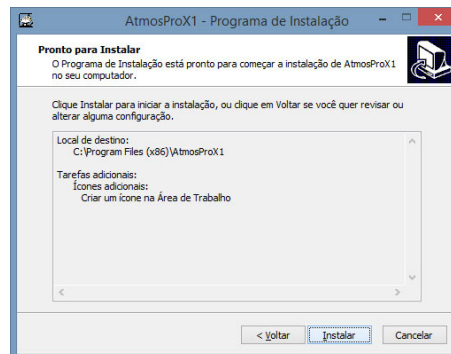 AtmosProX1 - Programa de Instalação
Pronto para Instalar
O Programa de Instalação está pronto para começar a instalação de AtmosProX1
no seu computador.
Clique Instalar para iniciar a instalação, ou clique em Voltar se você quer revisar ou
alterar alguma configuração.
Local de destino:
C:\Program Files (x86)\AtmosProX1
Tarefas adicionais:
Ícones adicionais:
Criar um ícone na Área de Trabalho
< Voltar Instalar Cancelar